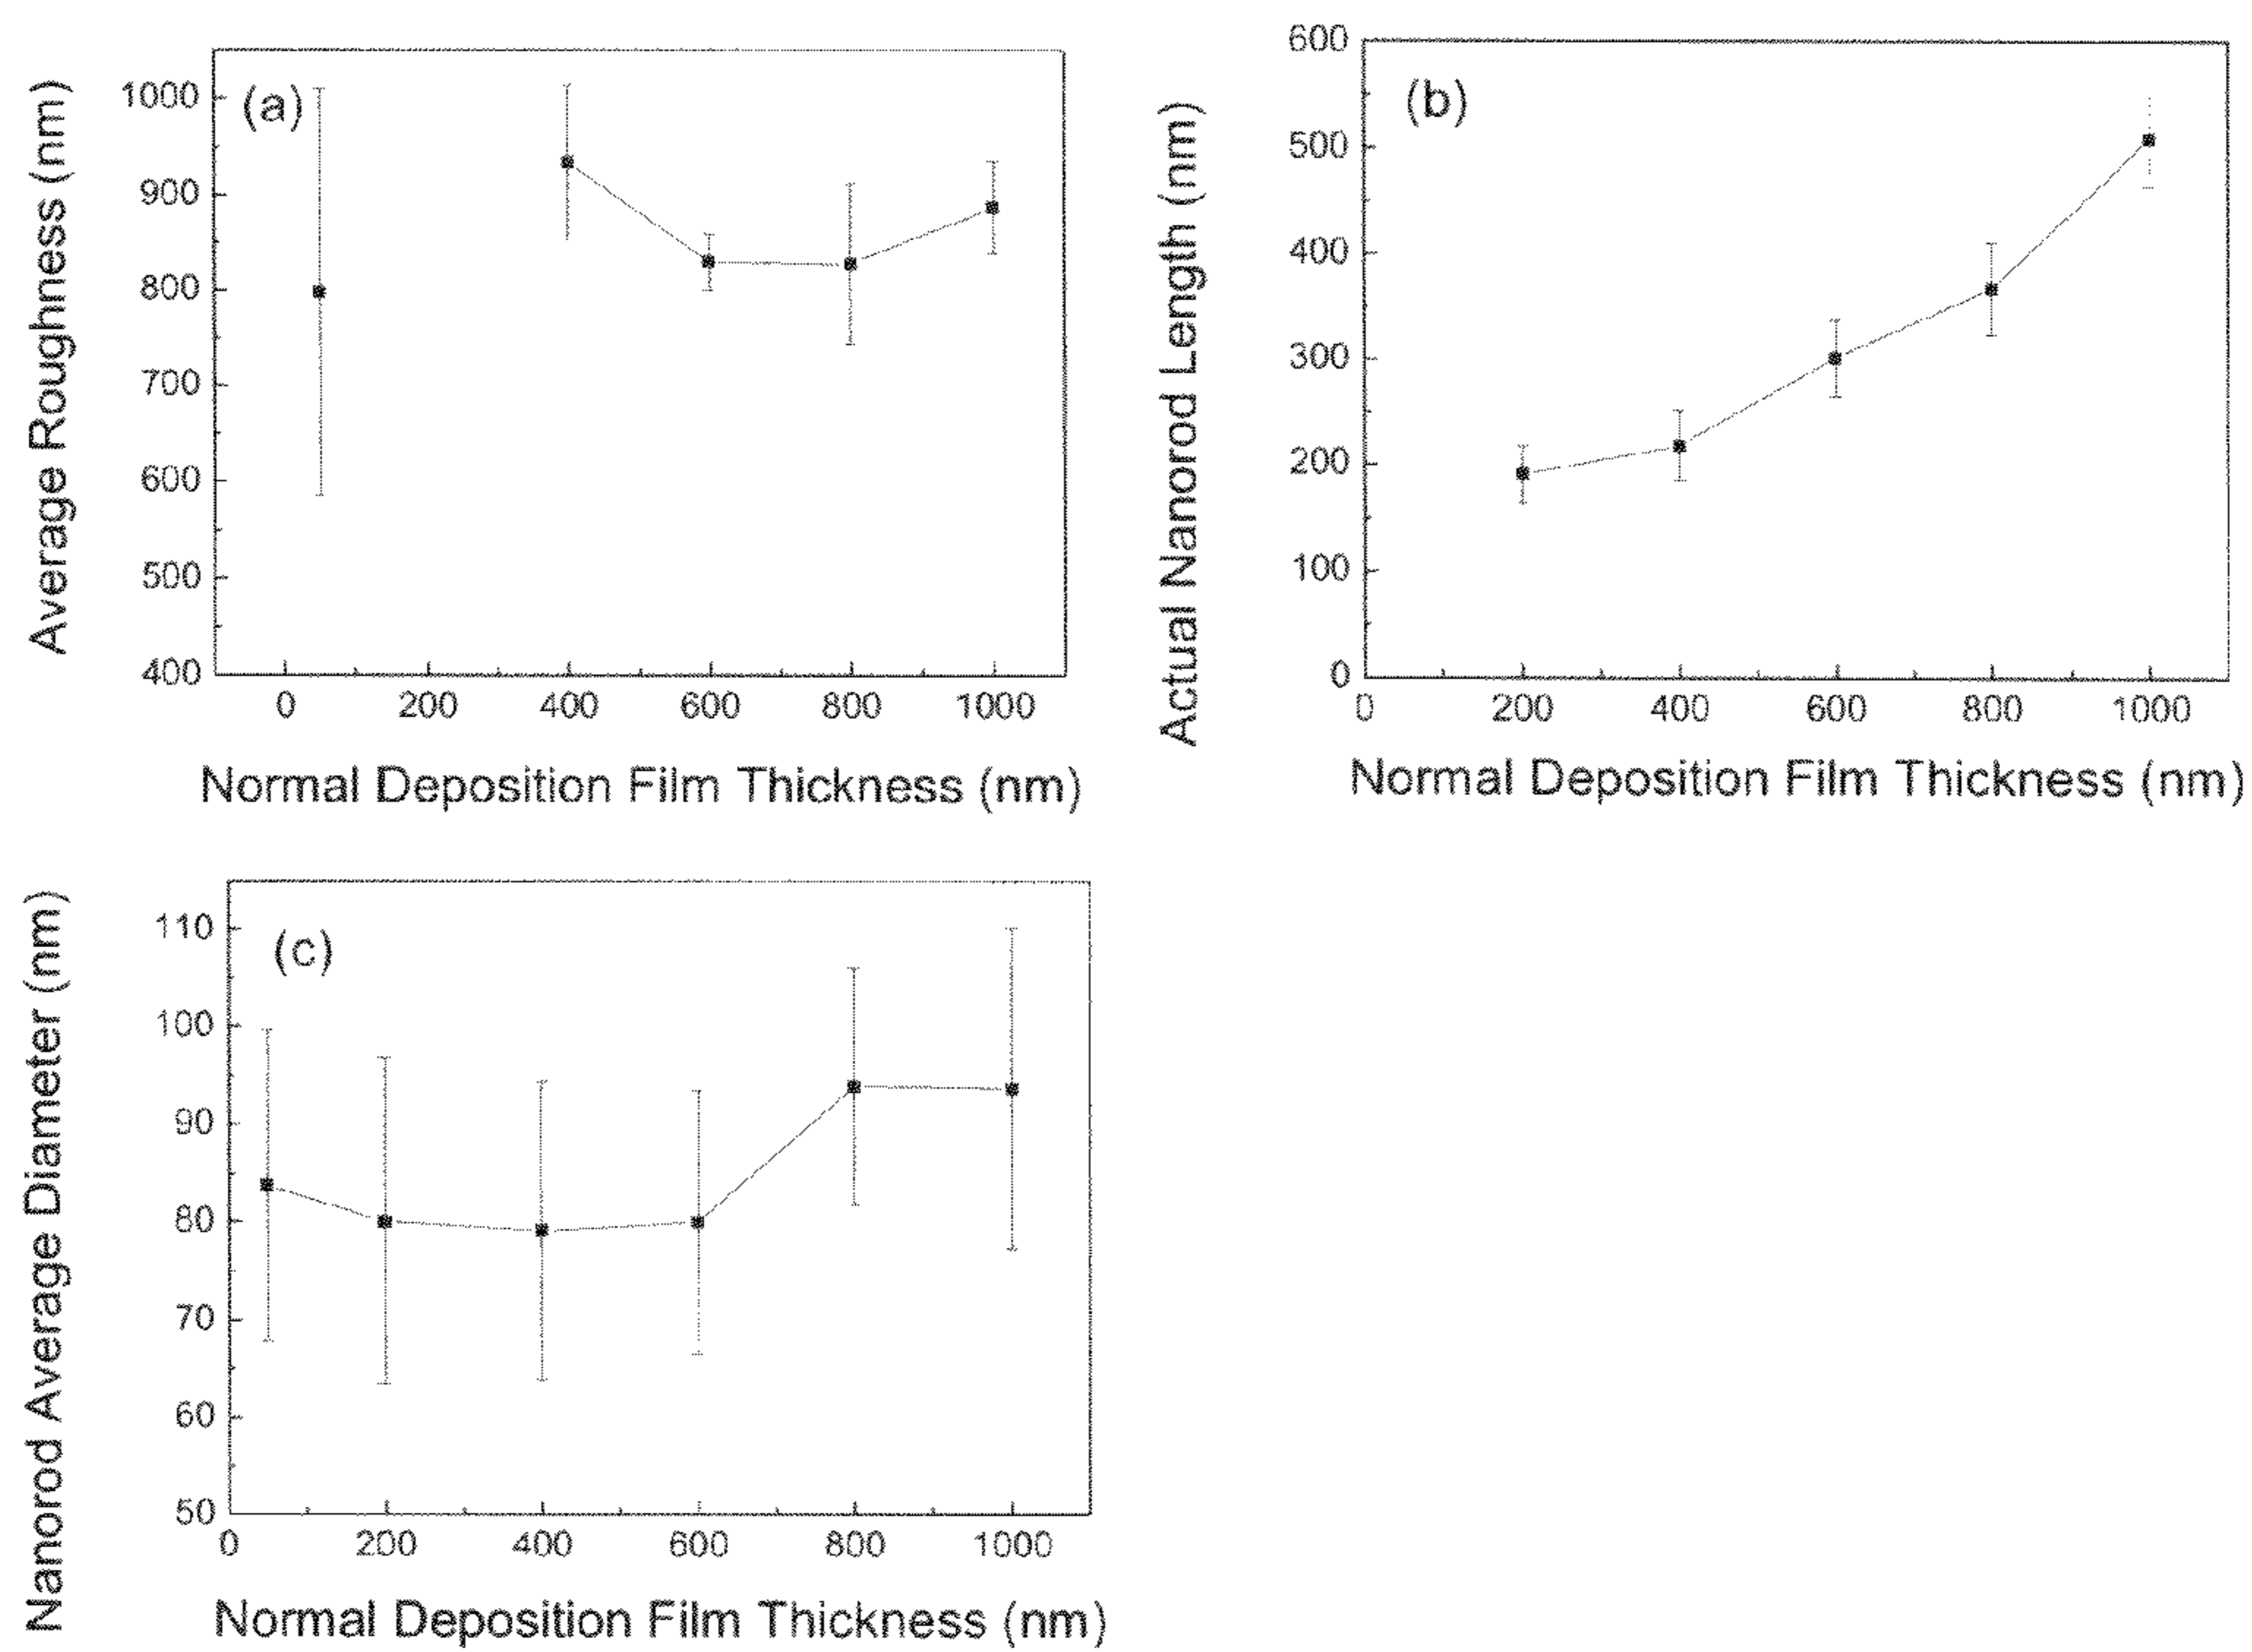 (a)
Average Roughness (nm)
1000
900
800
700
600
500
400
0 200 400 600 800 1000
Normal Deposition Film Thickness (nm)
(b)
Actual Nanorod Length (nm)
600
500
400
300
200
100
0
0 200 400 600 800 1000
Normal Deposition Film Thickness (nm)
(c)
Nanorod Average Diameter (nm)
110
100
90
80
70
60
50
0 200 400 600 800 1000
Normal Deposition Film Thickness (nm)